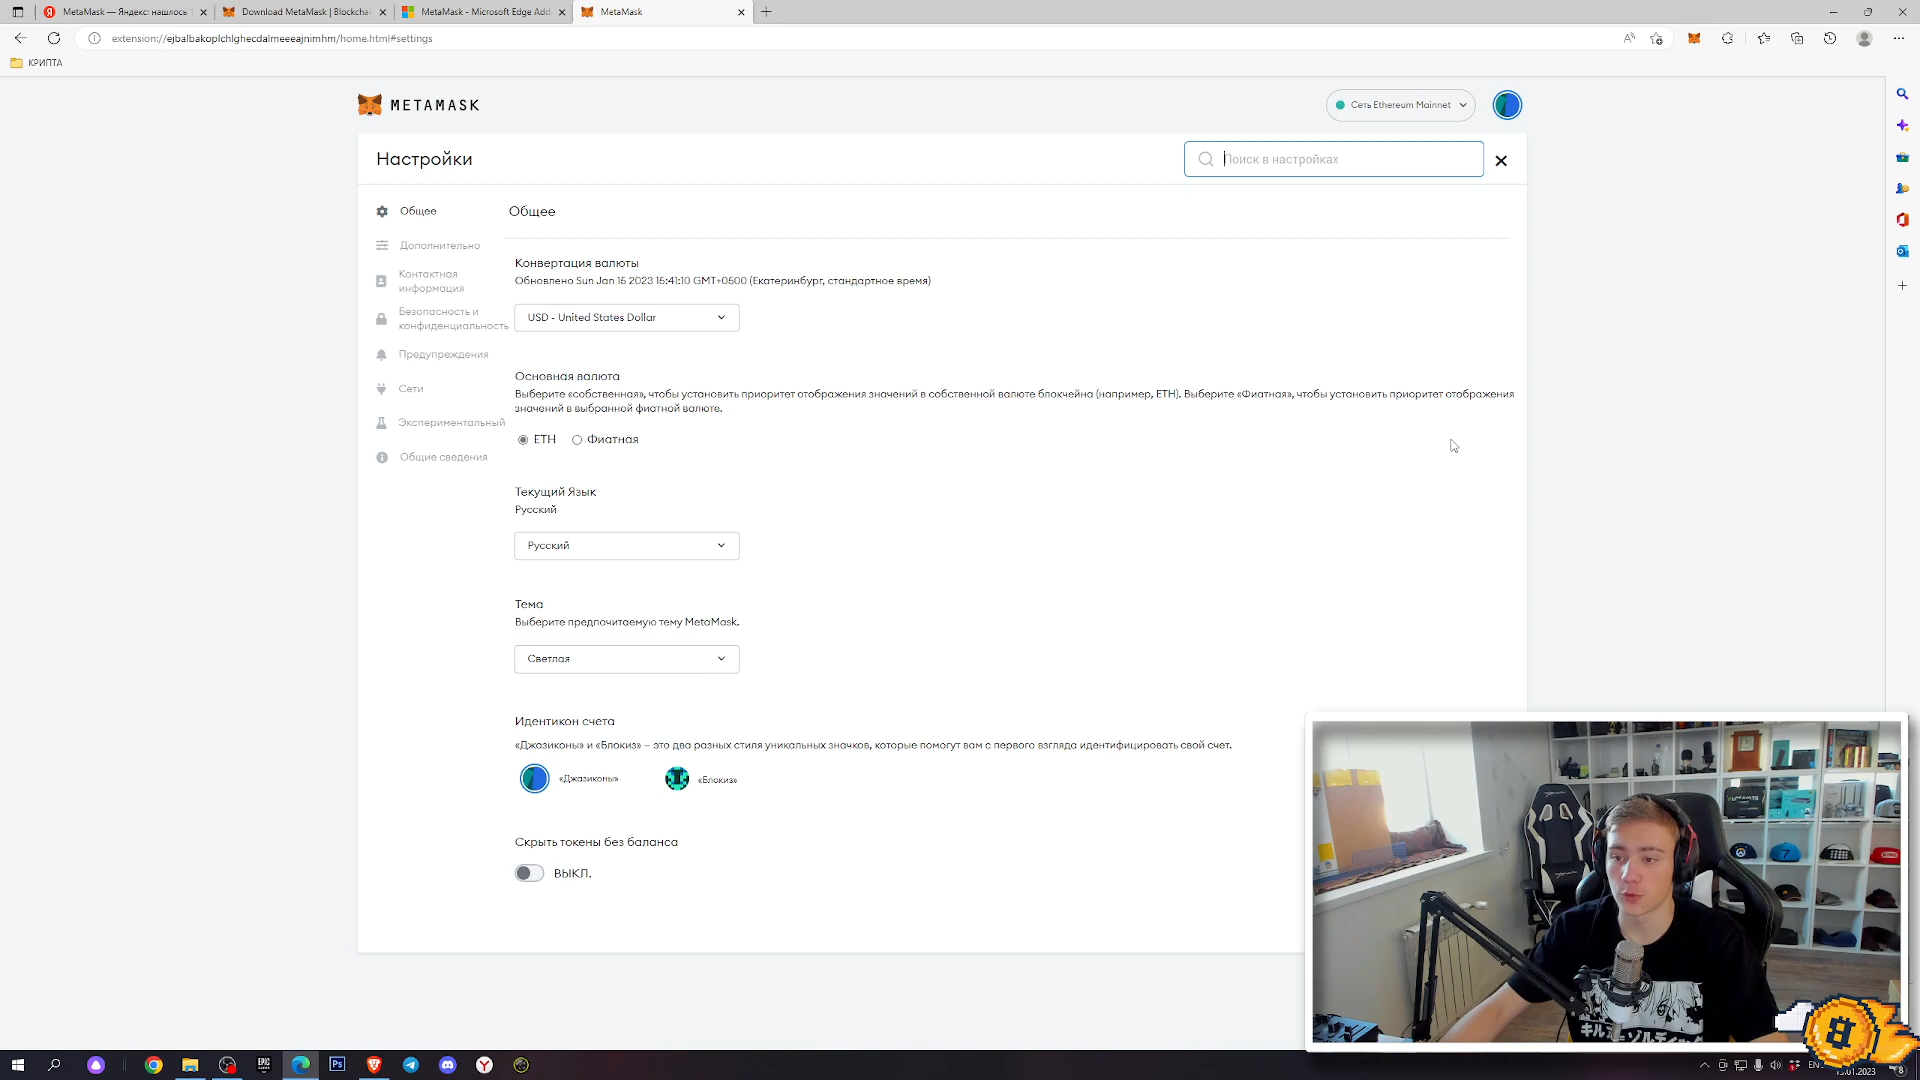 MetaMask — Яндекс: нашлось
Download MetaMask | Blockchai
MetaMask - Microsoft Edge Add
MetaMask
extension://ejbalbakoplchlghecdalmeeeajnimhm/home.html#settings
КРИПТА
METAMASK
Сеть Ethereum Mainnet
Настройки
Поиск в настройках
Общее
Дополнительно
Контактная
информация
Безопасность и
конфиденциальность
Предупреждения
Сети
Экспериментальный
Общие сведения
Общее
Конвертация валюты
Обновлено Sun Jan 15 2023 15:41:10 GMT+0500 (Екатеринбург, стандартное время)
USD - United States Dollar
Основная валюта
Выберите «собственная», чтобы установить приоритет отображения значений в собственной валюте блокчейна (например, ETH). Выберите «Фиатная», чтобы установить приоритет отображения
значений в выбранной фиатной валюте.
ETH
Фиатная
Текущий Язык
Русский
Русский
Тема
Выберите предпочитаемую тему MetaMask.
Светлая
Идентикон счета
«Джазиконы» и «Блокиз» – это два разных стиля уникальных значков, которые помогут вам с первого взгляда идентифицировать свой счет.
«Джазиконы»
«Блокиз»
Скрыть токены без баланса
ВЫКЛ.